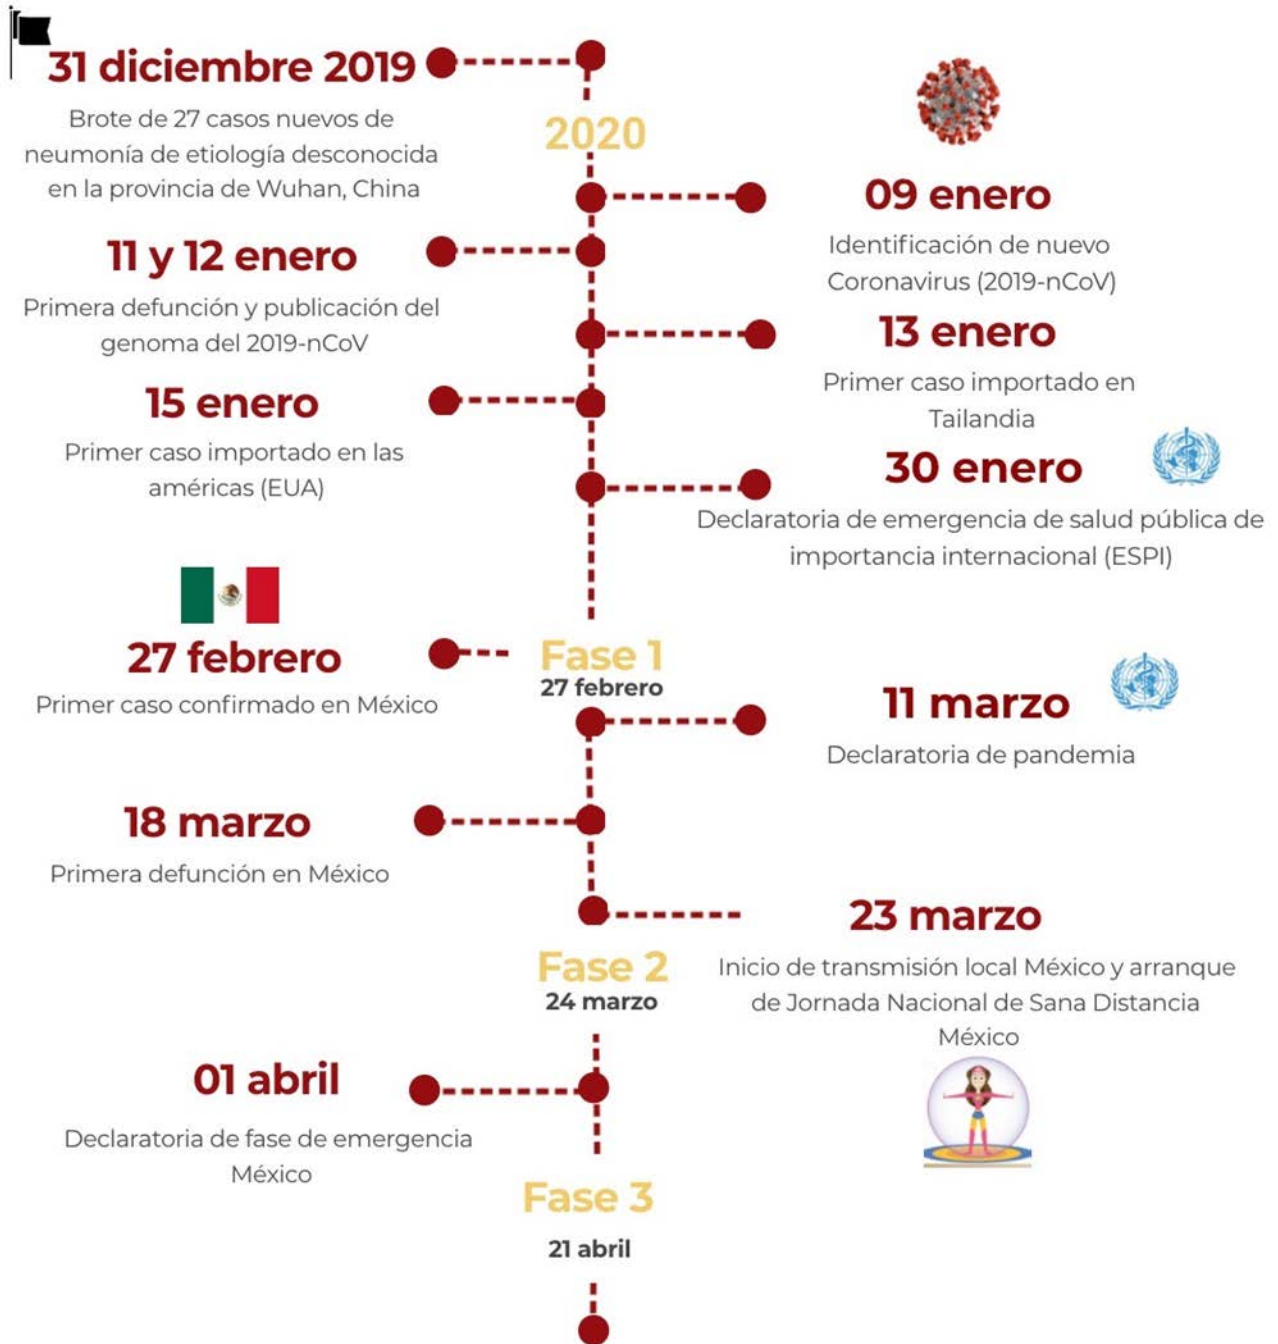 31 diciembre 2019
Brote de 27 casos nuevos de
neumonía de etiología desconocida
en la provincia de Wuhan, China
2020
09 enero
Identificación de nuevo
Coronavirus (2019-nCoV)
11 y 12 enero
Primera defunción y publicación del
genoma del 2019-nCoV
13 enero
Primer caso importado en
Tailandia
15 enero
Primer caso importado en las
américas (EUA)
30 enero
Declaratoria de emergencia de salud pública de
importancia internacional (ESPI)
27 febrero
Primer caso confirmado en México
Fase 1
27 febrero
11 marzo
Declaratoria de pandemia
18 marzo
Primera defunción en México
23 marzo
Inicio de transmisión local México y arranque
de Jornada Nacional de Sana Distancia
México
Fase 2
24 marzo
01 abril
Declaratoria de fase de emergencia
México
Fase 3
21 abril